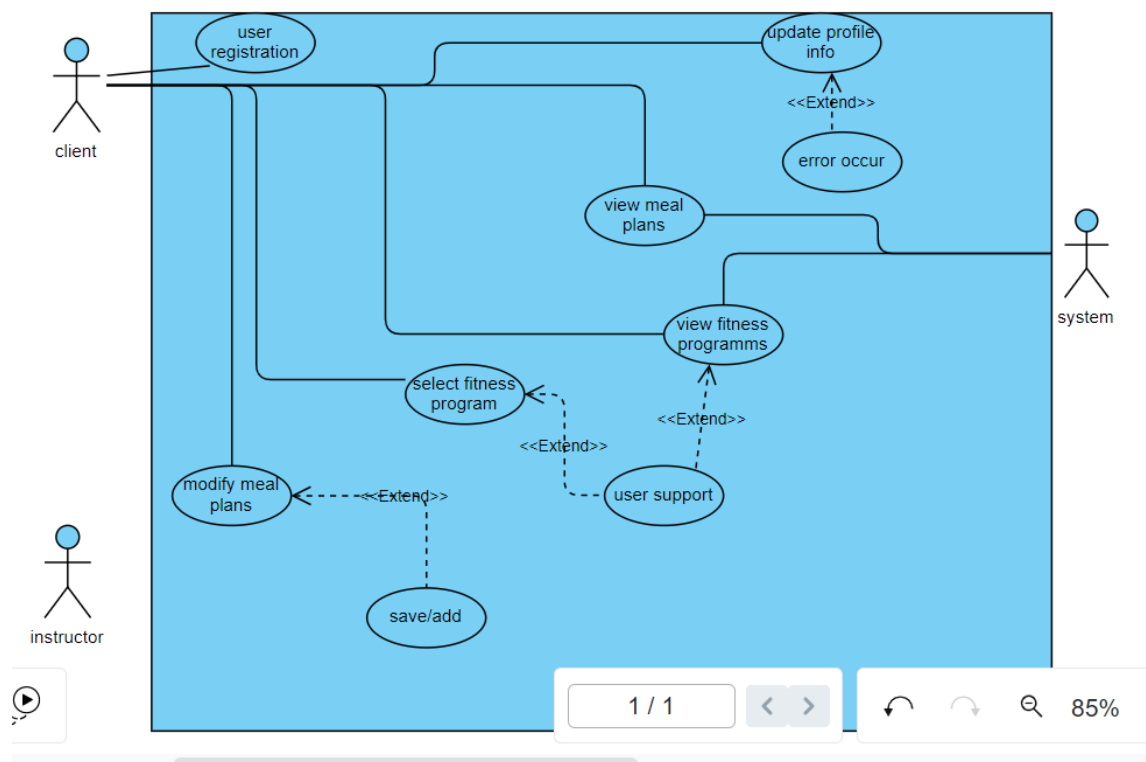 user
registration
update profile
info
<<Extend>>
client
error occur
view meal
plans
system
view fitness
programms
select fitness
program
<<Extend>>
<<Extend>>
modify meal
plans
<<Extend>>
user support
save/add
instructor
1 / 1
85%